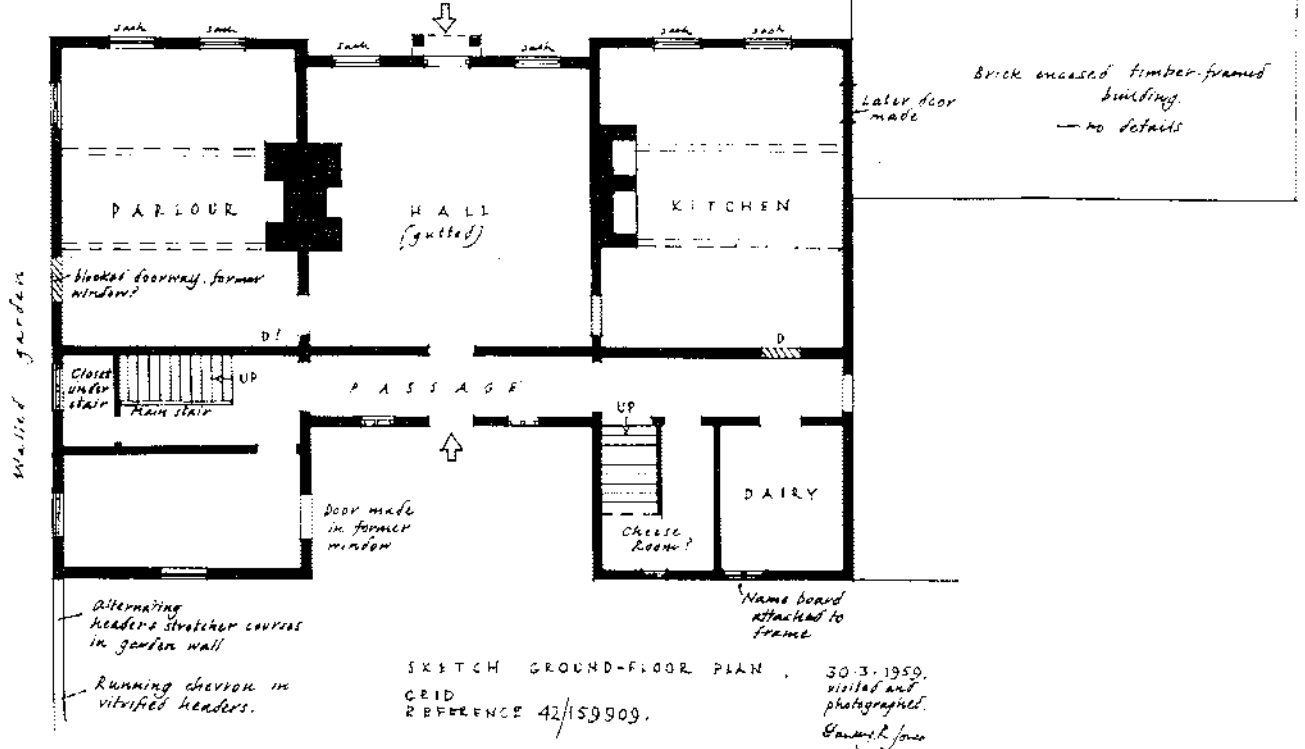 sash
sash
sash
sash
sash
sash
Brick encased timber-framed
building.
— no details
Later door
made
PARLOUR
HALL
(gutted)
KITCHEN
blocked doorway, former
window?
Walled garden
D?
D
Closet
under
stair
UP
Main stair
PASSAGE
UP
DAIRY
Cheese
Room?
Door made
in former
window
Name board
attached to
frame
Alternating
headers stretcher courses
in garden wall
Running chevron in
vitrified headers.
SKETCH GROUND-FLOOR PLAN.
GRID
REFERENCE 42/159909.
30.3.1959.
visited and
photographed.
Jones